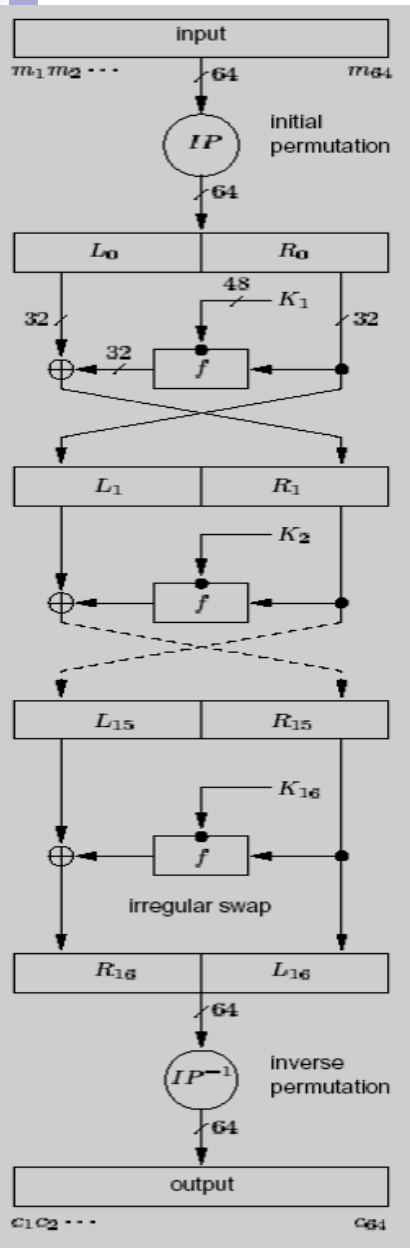 input
m₁m₂ ··· m₆₄
64
IP
initial
permutation
64
L₀ R₀
48
K₁
32 32
32
f
L₁ R₁
K₂
f
L₁₅ R₁₅
K₁₆
f
irregular swap
R₁₆ L₁₆
64
IP⁻¹
inverse
permutation
64
output
c₁c₂ ··· c₆₄